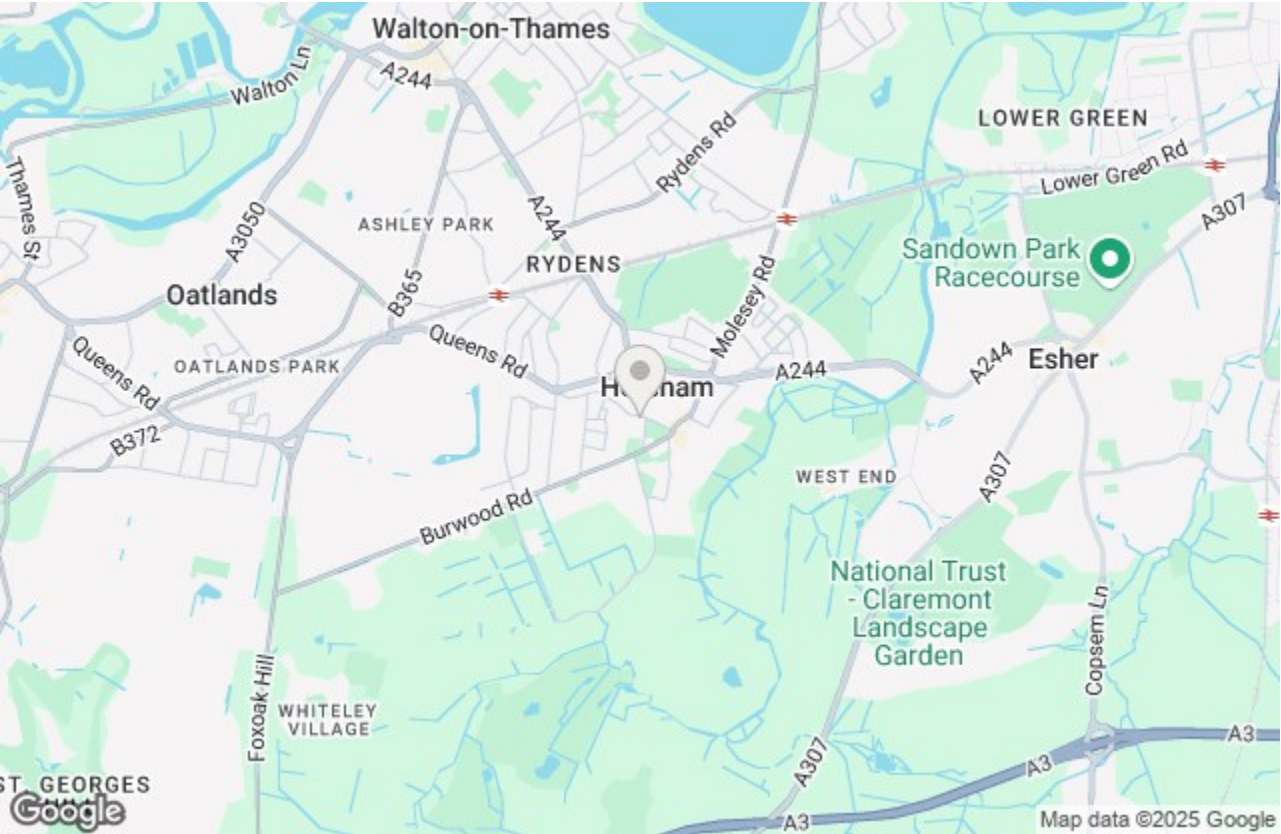 Walton-on-Thames
A244
Walton Ln
LOWER GREEN
Rydens Rd
Lower Green Rd
Thames St
A3050
ASHLEY PARK
A244
A307
RYDENS
Sandown Park
Racecourse
Oatlands
B365
Molesey Rd
Queens Rd
OATLANDS PARK
Queens Rd
A244
A244
Esher
B372
A307
WEST END
Burwood Rd
National Trust
- Claremont
Landscape
Garden
Copsem Ln
Foxoak Hill
WHITELEY
VILLAGE
A307
A3
A3
A3
ST. GEORGES
Google
Map data ©2025 Google